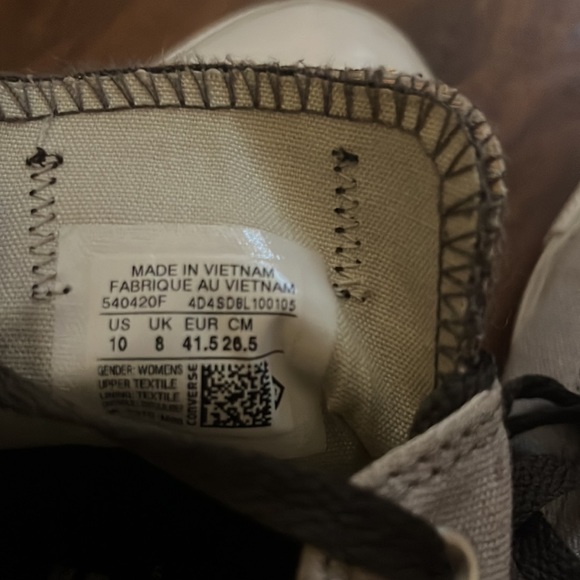 MADE IN VIETNAM
FABRIQUE AU VIETNAM
540420F 4D4SDBL100105
US UK EUR CM
10 8 41.5 26.5
GENDER: WOMENS
UPPER TEXTILE
LINING: TEXTILE
CONVERSE